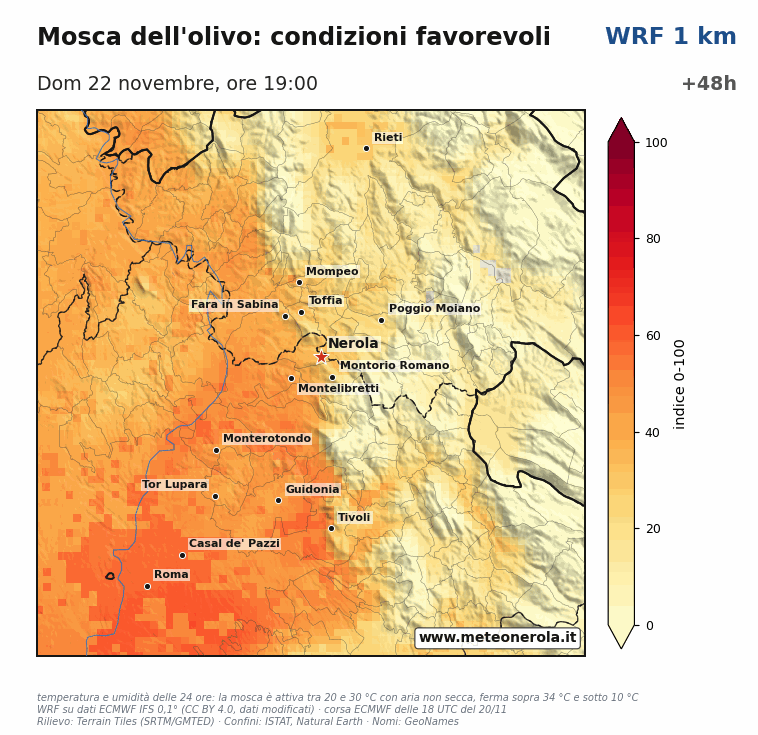 Mosca dell'olivo: condizioni favorevoli
WRF 1 km
Dom 22 novembre, ore 19:00
+48h
Rieti
Mompeo
Fara in Sabina
Toffia
Poggio Moiano
Nerola
Montorio Romano
Montelibretti
Monterotondo
Tor Lupara
Guidonia
Tivoli
Casal de' Pazzi
Roma
www.meteonerola.it
100
80
60
40
20
0
indice 0-100
temperatura e umidità delle 24 ore: la mosca è attiva tra 20 e 30 °C con aria non secca, ferma sopra 34 °C e sotto 10 °C
WRF su dati ECMWF IFS 0,1° (CC BY 4.0, dati modificati) · corsa ECMWF delle 18 UTC del 20/11
Rilievo: Terrain Tiles (SRTM/GMTED) · Confini: ISTAT, Natural Earth · Nomi: GeoNames